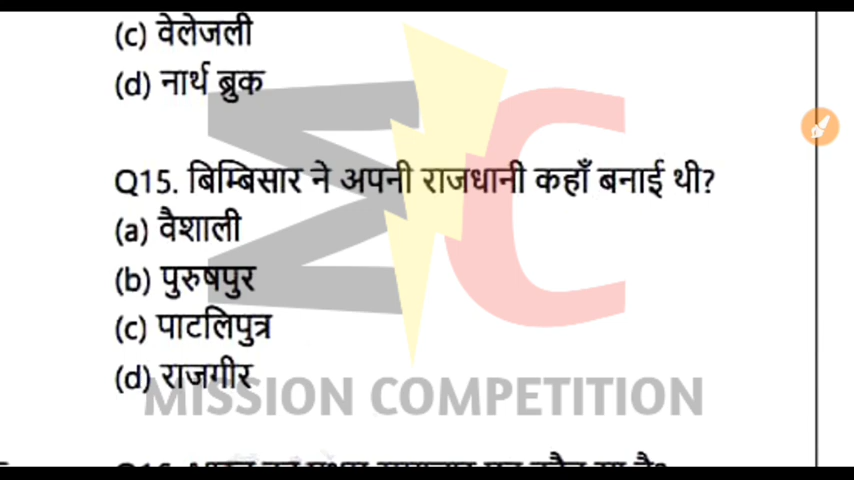 (c) वेलेजली
(d) नार्थ ब्रुक
Q15. बिम्बिसार ने अपनी राजधानी कहाँ बनाई थी?
(a) वैशाली
(b) पुरुषपुर
(c) पाटलिपुत्र
(d) राजगीर
MISSION COMPETITION